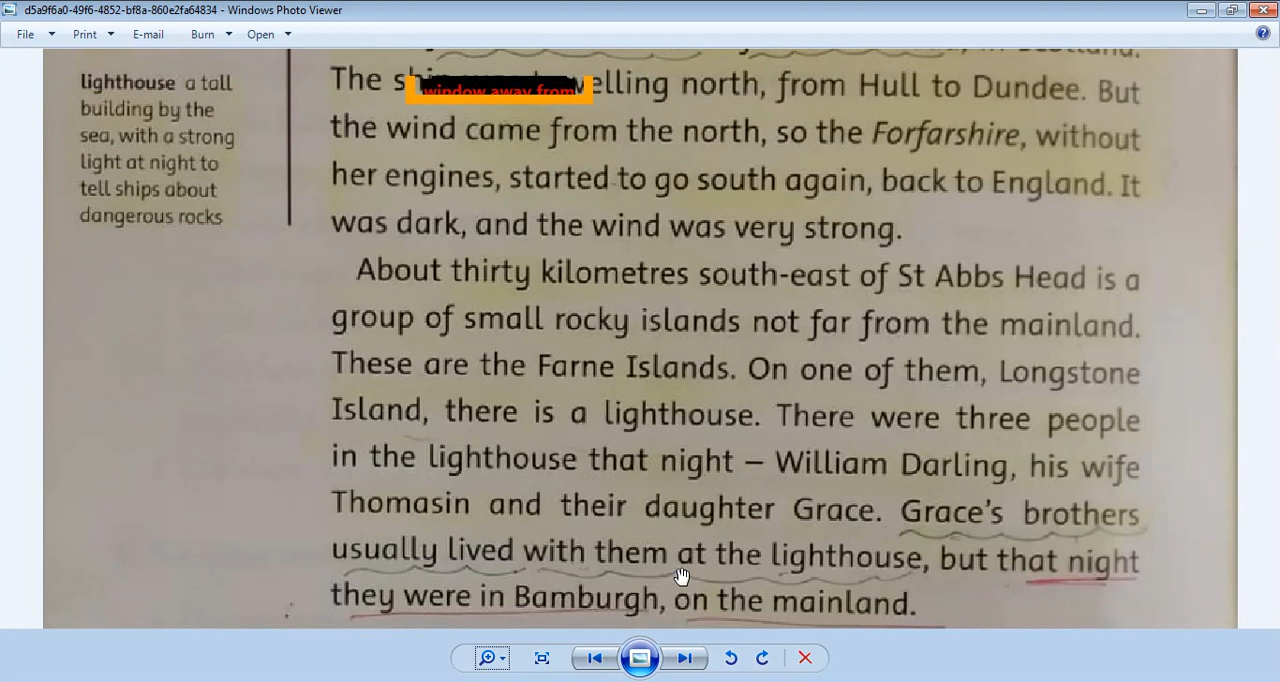 d5a9f6a0-49f6-4852-bf8a-860e2fa64834 - Windows Photo Viewer
File Print E-mail Burn Open
lighthouse a tall
building by the
sea, with a strong
light at night to
tell ships about
dangerous rocks
The elling north, from Hull to Dundee. But
window away from
the wind came from the north, so the Forfarshire, without
her engines, started to go south again, back to England. It
was dark, and the wind was very strong.
About thirty kilometres south-east of St Abbs Head is a
group of small rocky islands not far from the mainland.
These are the Farne Islands. On one of them, Longstone
Island, there is a lighthouse. There were three people
in the lighthouse that night – William Darling, his wife
Thomasin and their daughter Grace. Grace's brothers
usually lived with them at the lighthouse, but that night
they were in Bamburgh, on the mainland.